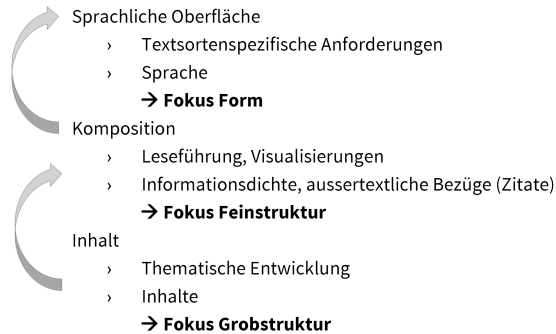 Sprachliche Oberfläche
› Textsortenspezifische Anforderungen
› Sprache
→ Fokus Form
Komposition
› Leseführung, Visualisierungen
› Informationsdichte, aussertextliche Bezüge (Zitate)
→ Fokus Feinstruktur
Inhalt
› Thematische Entwicklung
› Inhalte
→ Fokus Grobstruktur